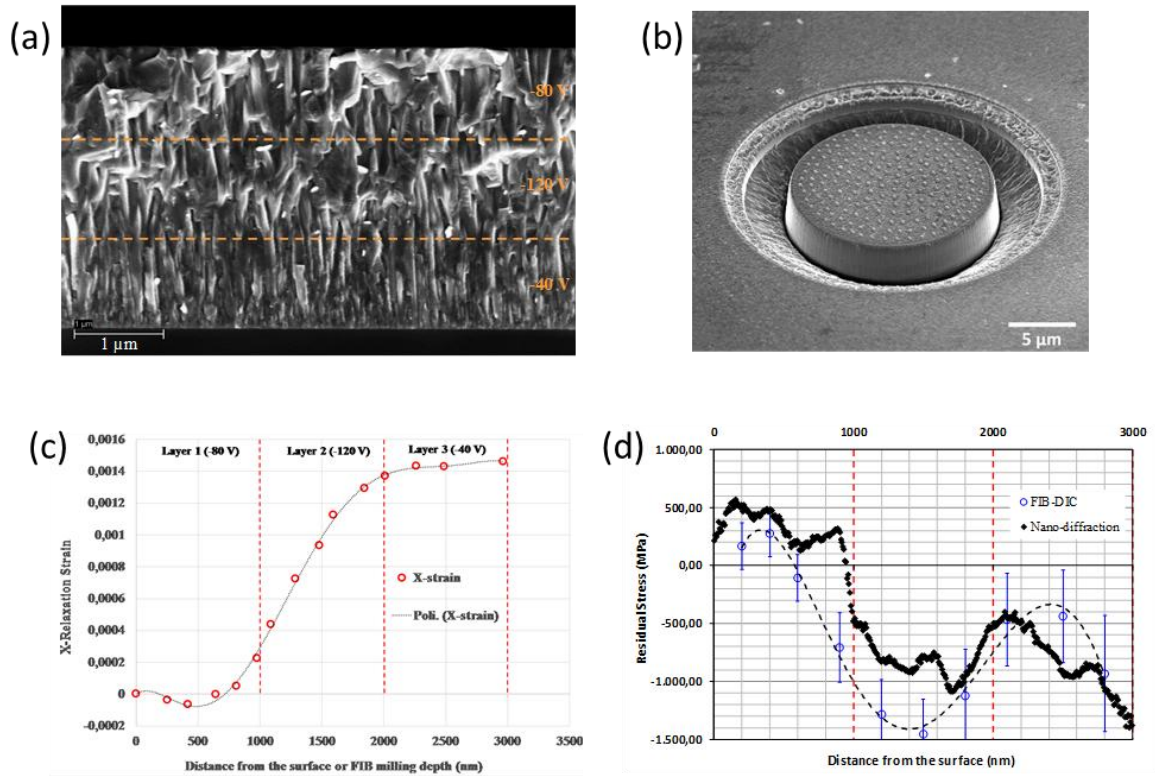 (a)
-80 V
-120 V
-40 V
1 µm
1 µm
(b)
5 µm
(c)
0,0016
0,0014
0,0012
0,001
0,0008
0,0006
0,0004
0,0002
0
-0,0002
X-Relaxation Strain
Layer 1 (-80 V)
Layer 2 (-120V)
Layer 3 (-40 V)
X-strain
Poli. (X-strain)
0
500
1000
1500
2000
2500
3000
3500
Distance from the surface or FIB milling depth (nm)
(d)
0
1000
2000
3000
1.000,00
500,00
0,00
-500,00
-1.000,00
-1.500,00
Residual Stress (MPa)
FIB-DIC
Nano-diffraction
Distance from the surface (nm)